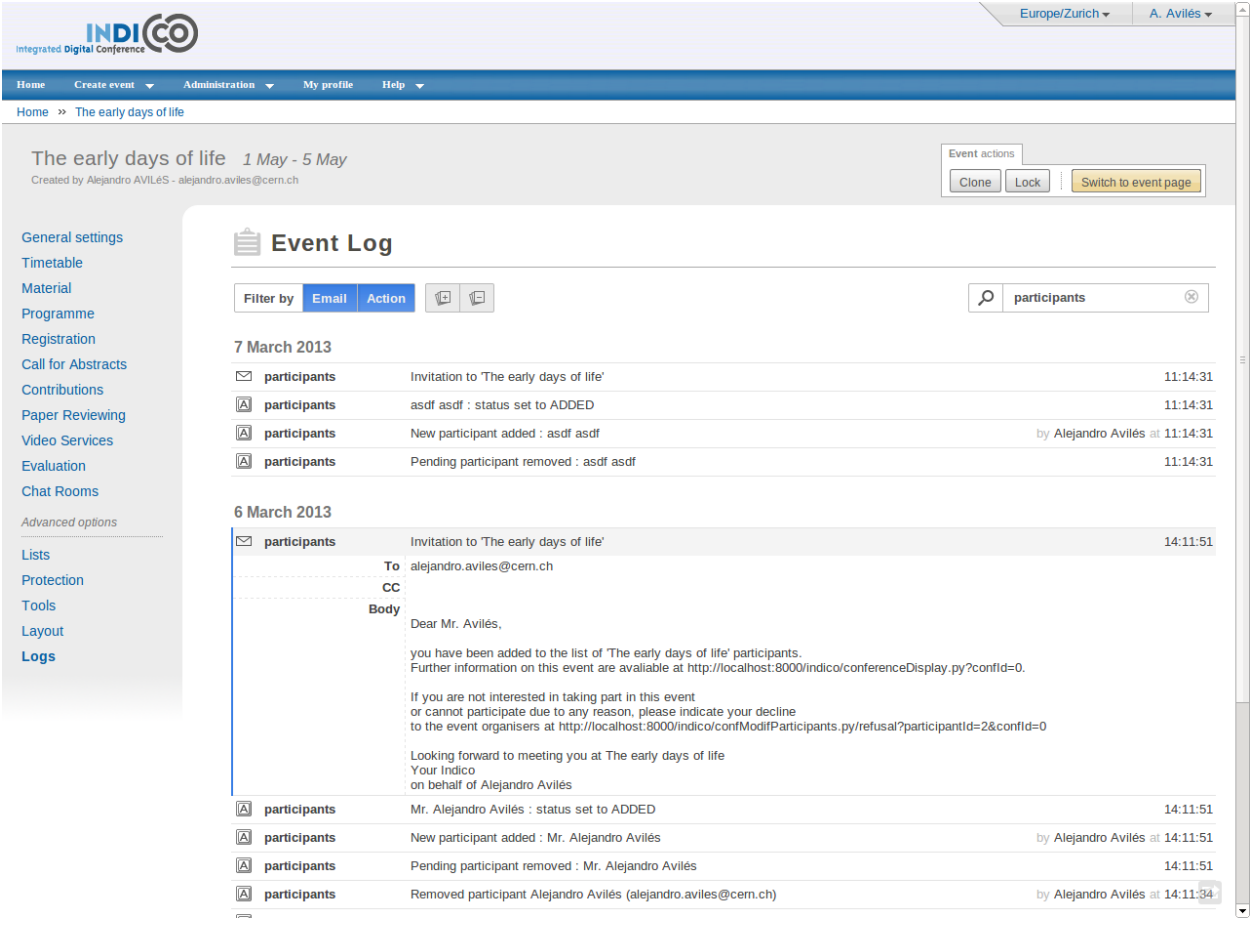 Europe/Zurich A. Avilés
INDICO
Integrated Digital Conference
Home Create event Administration My profile Help
Home » The early days of life
The early days of life 1 May - 5 May
Created by Alejandro AVILéS - alejandro.aviles@cern.ch
Event actions
Clone Lock Switch to event page
General settings
Timetable
Material
Programme
Registration
Call for Abstracts
Contributions
Paper Reviewing
Video Services
Evaluation
Chat Rooms
Advanced options
Lists
Protection
Tools
Layout
Logs
Event Log
Filter by Email Action
participants
7 March 2013
participants Invitation to 'The early days of life' 11:14:31
A participants asdf asdf : status set to ADDED 11:14:31
A participants New participant added : asdf asdf by Alejandro Avilés at 11:14:31
A participants Pending participant removed : asdf asdf 11:14:31
6 March 2013
participants Invitation to 'The early days of life' 14:11:51
To alejandro.aviles@cern.ch
CC
Body
Dear Mr. Avilés,
you have been added to the list of 'The early days of life' participants.
Further information on this event are avaliable at http://localhost:8000/indico/conferenceDisplay.py?confId=0.
If you are not interested in taking part in this event
or cannot participate due to any reason, please indicate your decline
to the event organisers at http://localhost:8000/indico/confModifParticipants.py/refusal?participantId=2&confId=0
Looking forward to meeting you at The early days of life
Your Indico
on behalf of Alejandro Avilés
A participants Mr. Alejandro Avilés : status set to ADDED 14:11:51
A participants New participant added : Mr. Alejandro Avilés by Alejandro Avilés at 14:11:51
A participants Pending participant removed : Mr. Alejandro Avilés 14:11:51
A participants Removed participant Alejandro Avilés (alejandro.aviles@cern.ch) by Alejandro Avilés at 14:11:34